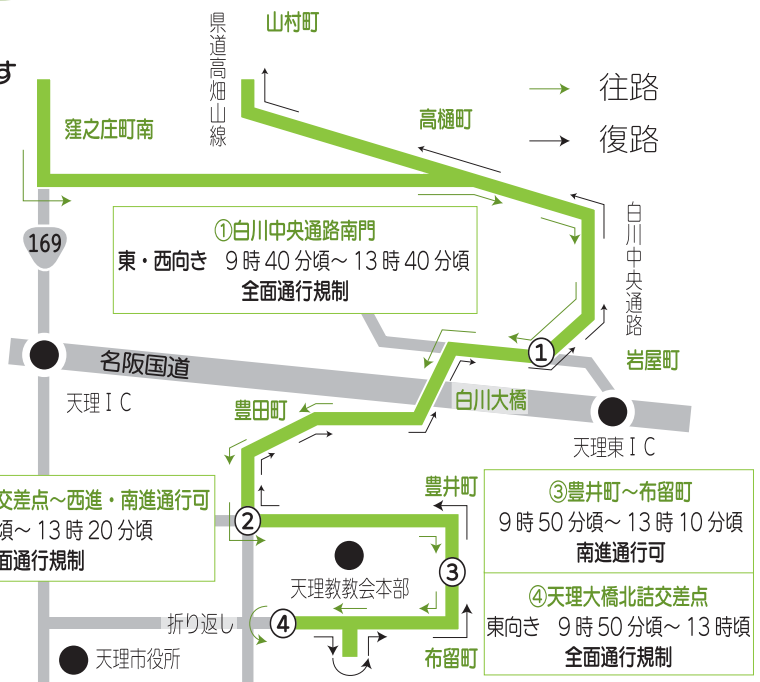 す
県道高畑山線
山村町
往路
復路
窪之庄町南
高樋町
①白川中央通路南門
東・西向き 9時40分頃～13時40分頃
全面通行規制
白川中央通路
169
名阪国道
天理IC
岩屋町
白川大橋
豊田町
天理東IC
交差点～西進・南進通行可
頃～13時20分頃
面通行規制
豊井町
③豊井町～布留町
9時50分頃～13時10分頃
南進通行可
①
②
③
④
天理教教会本部
④天理大橋北詰交差点
東向き 9時50分頃～13時頃
全面通行規制
折り返し
天理市役所
布留町